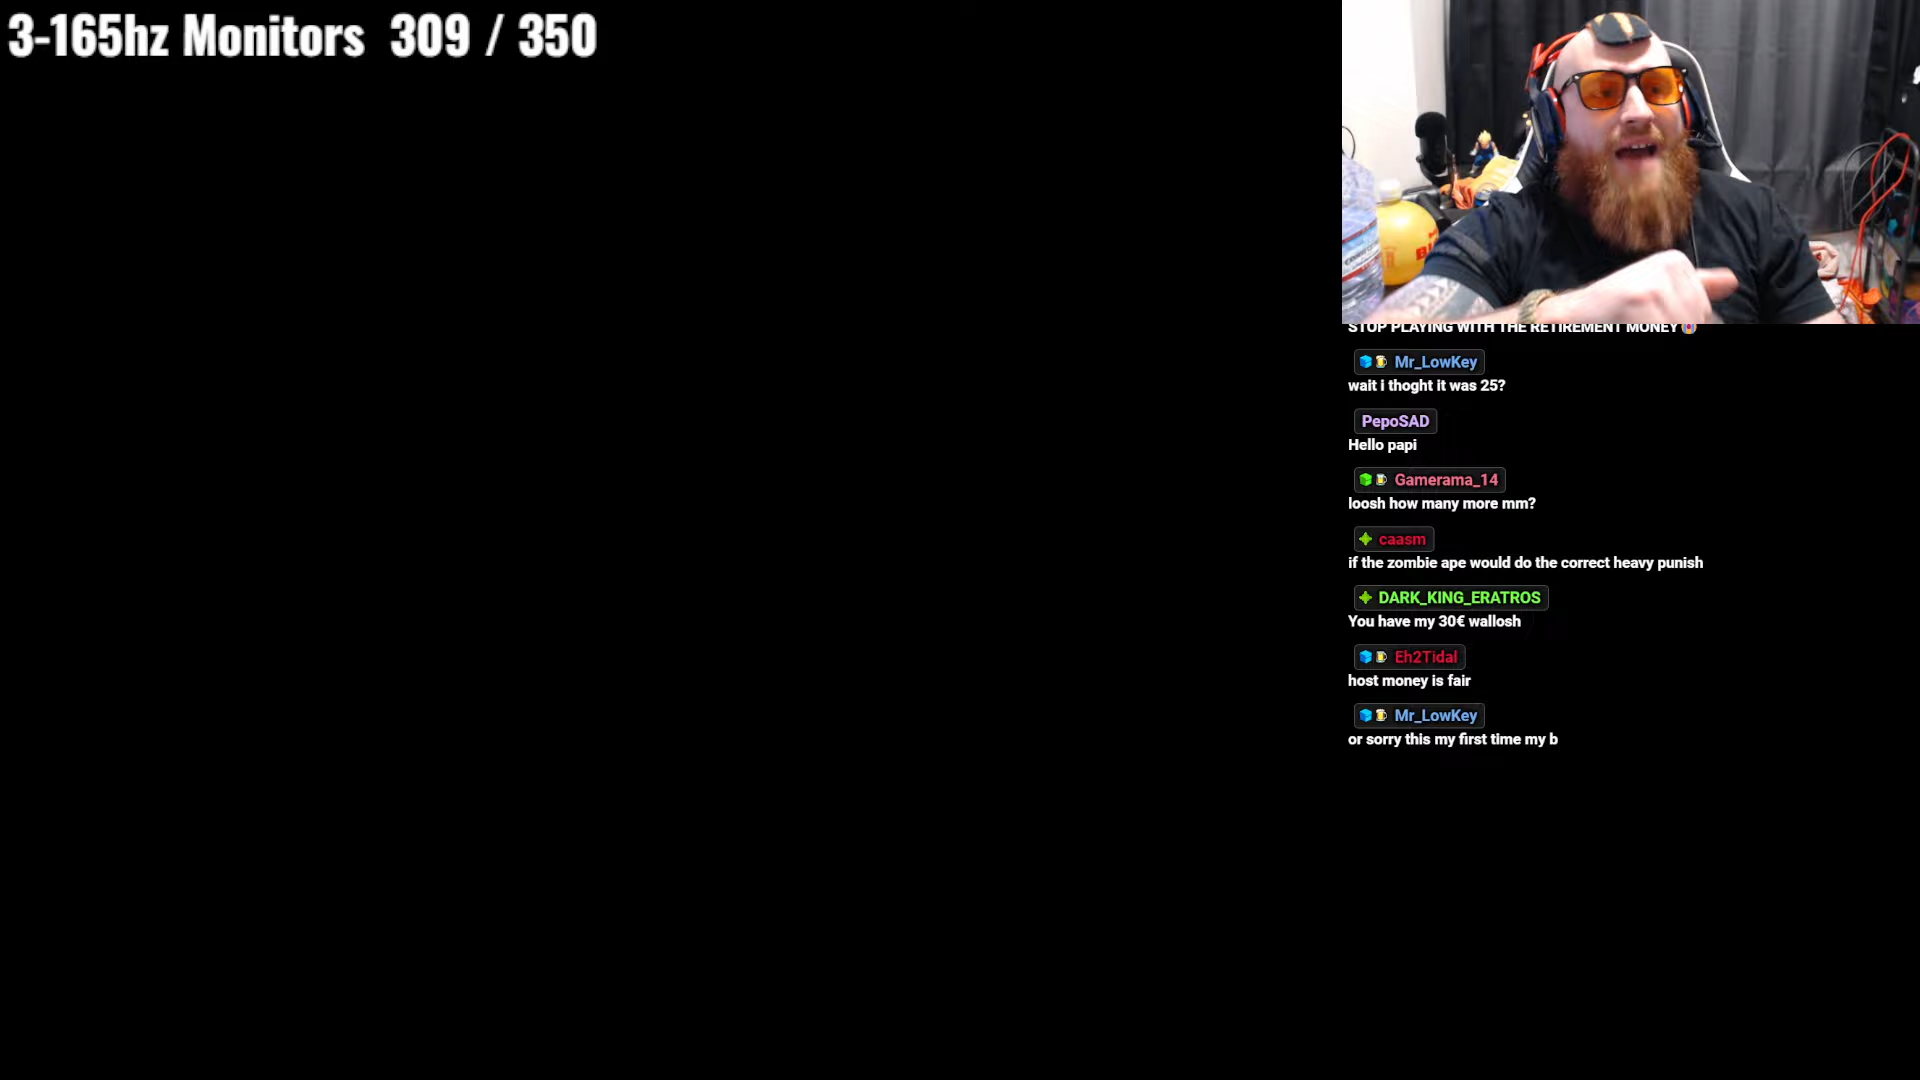 3-165hz Monitors 309 / 350
STOP PLAYING WITH THE RETIREMENT MONEY
Mr_LowKey
wait i thoght it was 25?
PepoSAD
Hello papi
Gamerama_14
loosh how many more mm?
caasm
if the zombie ape would do the correct heavy punish
DARK_KING_ERATROS
You have my 30€ wallosh
Eh2Tidal
host money is fair
Mr_LowKey
or sorry this my first time my b